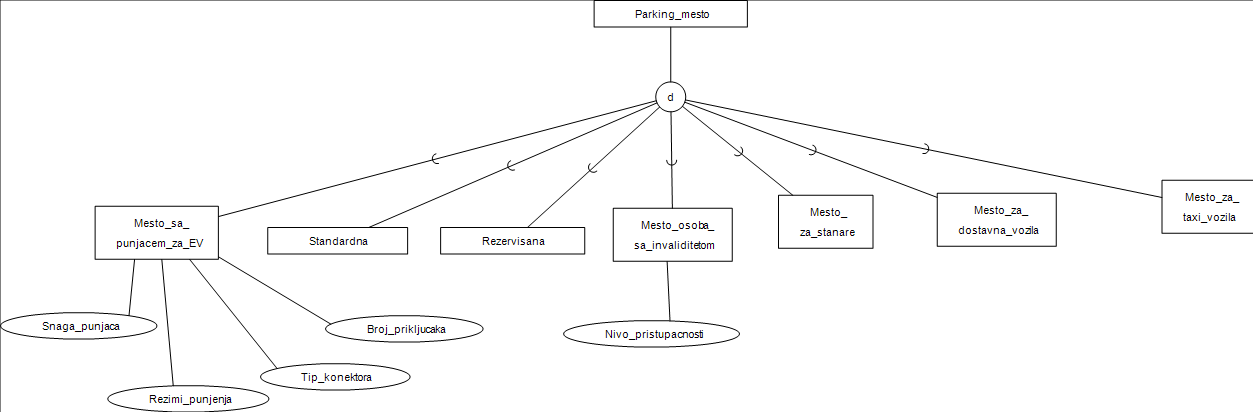 Parking_mesto
d
Mesto_sa_
punjacem_za_EV
Standardna
Rezervisana
Mesto_osoba_
sa_invaliditetom
Mesto_
za_stanare
Mesto_za_
dostavna_vozila
Mesto_za_
taxi_vozila
Snaga_punjaca
Broj_prikljucaka
Nivo_pristupacnosti
Tip_konektora
Rezimi_punjenja